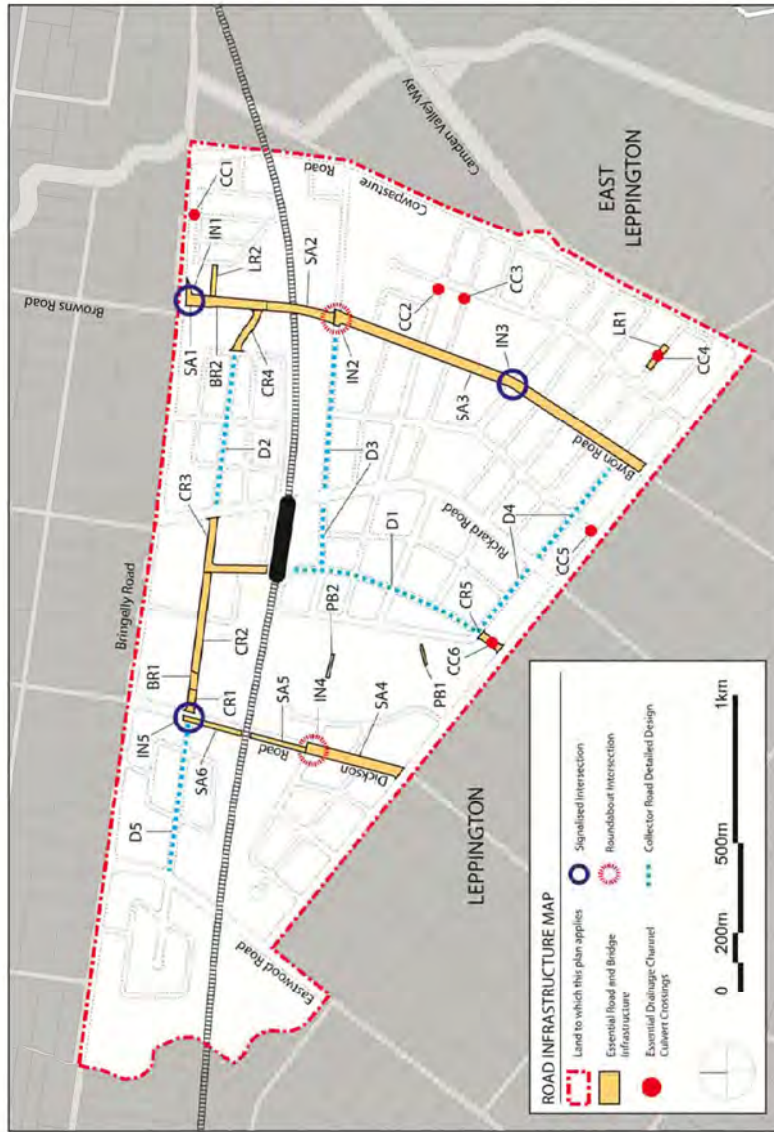 Camden Valley Way
EAST
LEPPINGTON
CC1
IN1
LR2
Road
Cowpasture
SA2
Browns Road
SA1
BR2
CR4
IN2
CC2
CC3
SA3
IN3
LR1
CC4
D2
D3
Byron Road
CR3
Rickard Road
D4
D1
CC5
Bringelly Road
CR5
CC6
PB2
PB1
CR2
BR1
CR1
SA5
IN4
SA4
IN5
SA6
Road
Dickson
D5
LEPPINGTON
Eastwood Road
ROAD INFRASTRUCTURE MAP
Land to which this plan applies
Essential Road and Bridge
Infrastructure
Essential Drainage Channel
Culvert Crossings
Signalised Intersection
Roundabout Intersection
Collector Road Detailed Design
0
200m
500m
1km